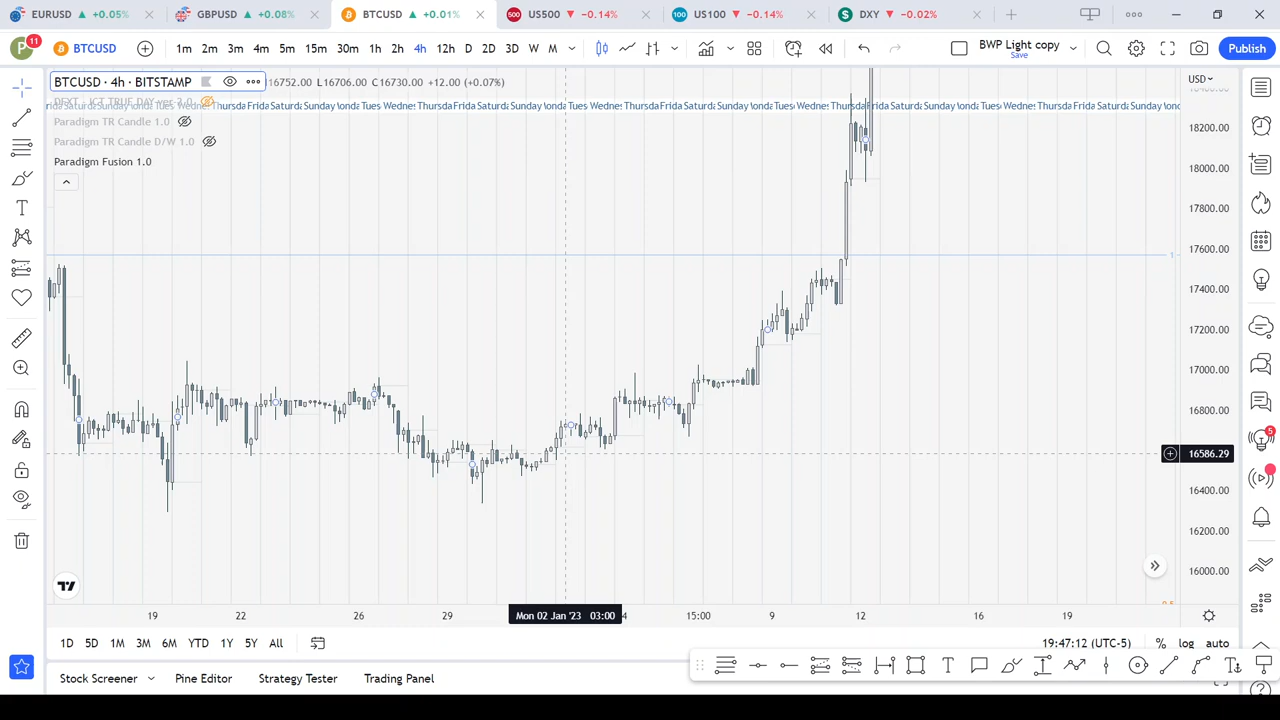 EURUSD +0.05% GBPUSD +0.08% BTCUSD +0.01% US500 −0.14% US100 −0.14% DXY −0.02%
P 11 BTCUSD 1m 2m 3m 4m 5m 15m 30m 1h 2h 4h 12h D 2D 3D W M BWP Light copy Save Publish
BTCUSD · 4h · BITSTAMP 16752.00 L16706.00 C16730.00 +12.00 (+0.07%) USD
Paradigm TR Candle 1.0
Paradigm TR Candle D/W 1.0
Paradigm Fusion 1.0
18200.00
18000.00
17800.00
17600.00
1
17400.00
17200.00
17000.00
16800.00
16586.29
16400.00
16200.00
16000.00
0.5
19 22 26 29 Mon 02 Jan '23 03:00 4 15:00 9 12 16 19
1D 5D 1M 3M 6M YTD 1Y 5Y All 19:47:12 (UTC-5) % log auto
Stock Screener Pine Editor Strategy Tester Trading Panel
5